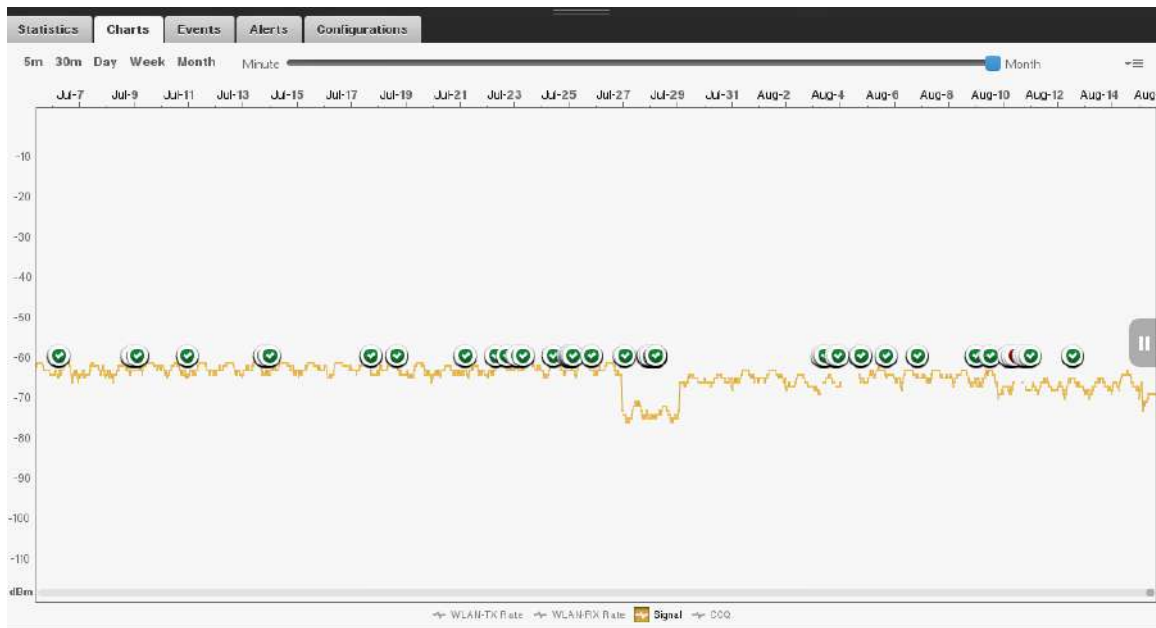 Statistics Charts Events Alerts Configurations
5m 30m Day Week Month Minute Month
Jul-7 Jul-9 Jul-11 Jul-13 Jul-15 Jul-17 Jul-19 Jul-21 Jul-23 Jul-25 Jul-27 Jul-29 Jul-31 Aug-2 Aug-4 Aug-6 Aug-8 Aug-10 Aug-12 Aug-14 Aug
-10
-20
-30
-40
-50
-60
-70
-80
-90
-100
-110
dBm
WLAN-TX Rate WLAN-RX Rate Signal CCQ